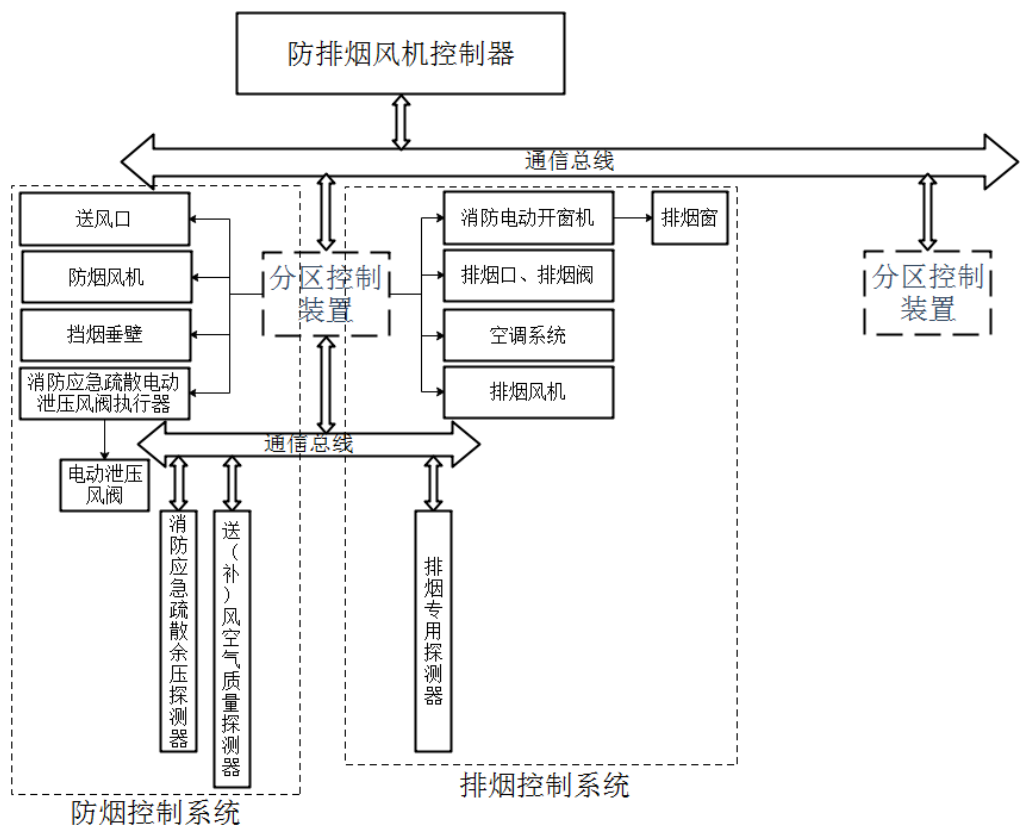 防排烟风机控制器
通信总线
送风口
防烟风机
挡烟垂壁
消防应急疏散电动
泄压风阀执行器
电动泄压
风阀
分区控制
装置
消防电动开窗机
排烟窗
排烟口、排烟阀
空调系统
排烟风机
分区控制
装置
通信总线
消防应急疏散余压探测器
送（补）风空气质量探测器
排烟专用探测器
防烟控制系统
排烟控制系统